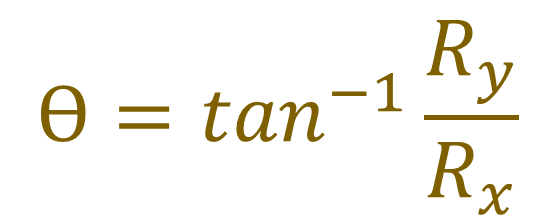 ϴ = tan⁻¹ R_y / R_x